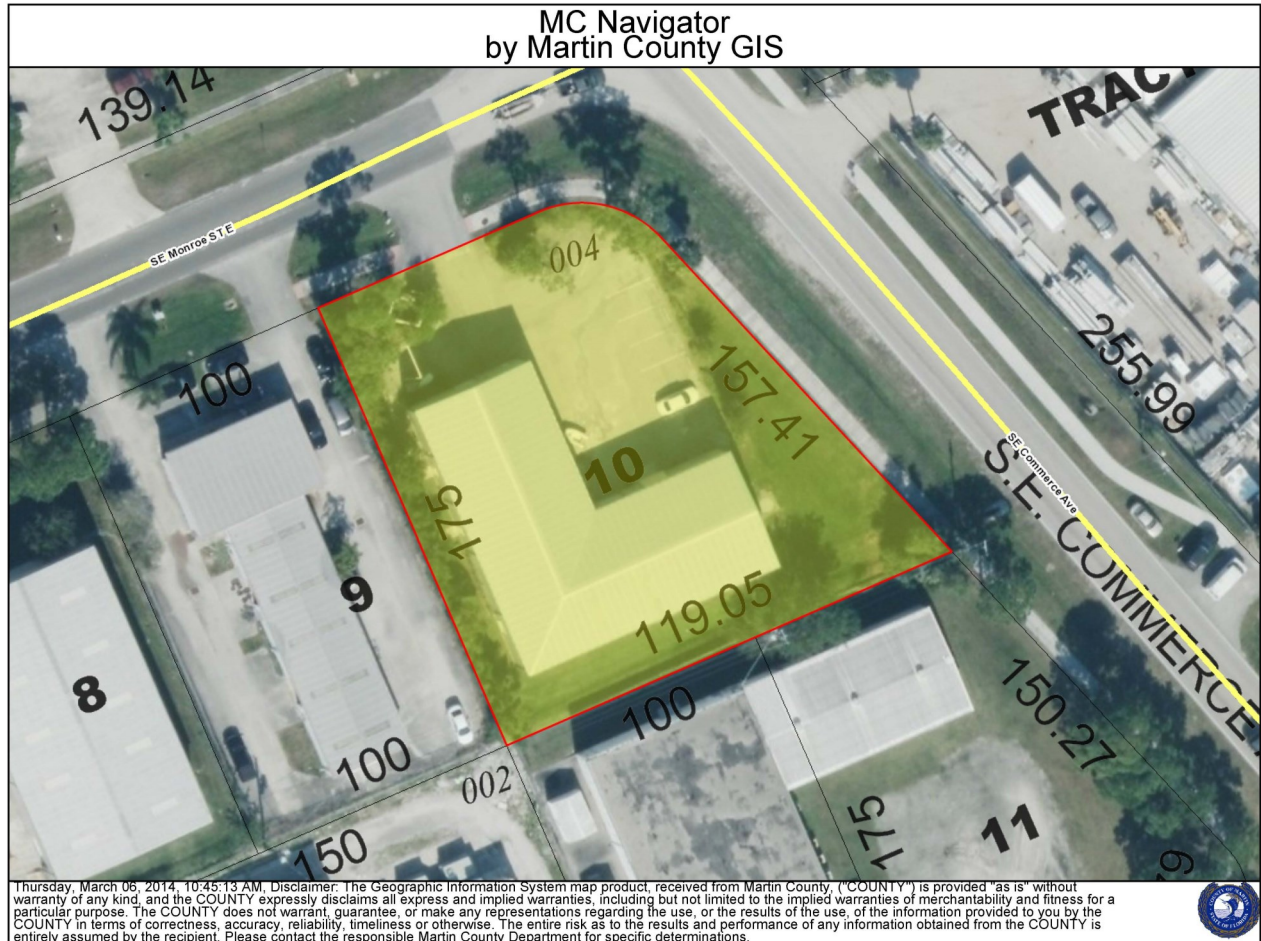 MC Navigator
by Martin County GIS
139.14
TRACT
SE Monroe ST E
004
255.99
100
157.41
SE Commerce Ave
S.E. COMMERCE
10
175
9
119.05
8
100
150.27
100
002
11
175
150
19
Thursday, March 06, 2014, 10:45:13 AM, Disclaimer: The Geographic Information System map product, received from Martin County, ("COUNTY") is provided "as is" without
warranty of any kind, and the COUNTY expressly disclaims all express and implied warranties, including but not limited to the implied warranties of merchantability and fitness for a
particular purpose. The COUNTY does not warrant, guarantee, or make any representations regarding the use, or the results of the use, of the information provided to you by the
COUNTY in terms of correctness, accuracy, reliability, timeliness or otherwise. The entire risk as to the results and performance of any information obtained from the COUNTY is
entirely assumed by the recipient. Please contact the responsible Martin County Department for specific determinations.